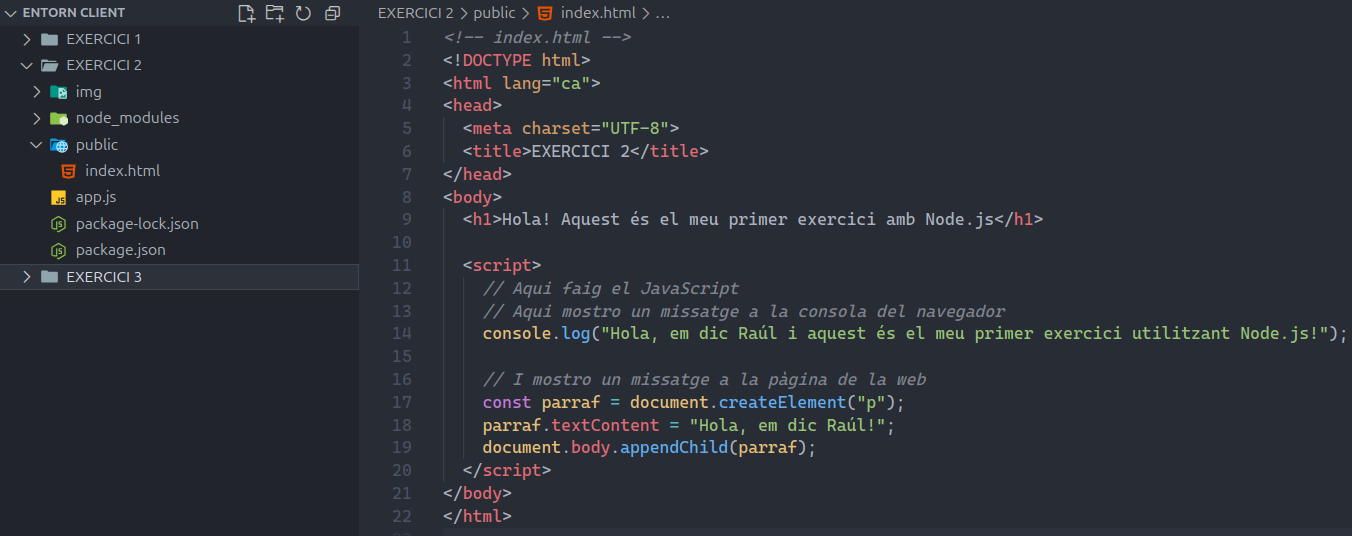 ENTORN CLIENT
EXERCICI 1
EXERCICI 2
img
node_modules
public
index.html
app.js
package-lock.json
package.json
EXERCICI 3
EXERCICI 2 > public > index.html > ...
1 <!-- index.html -->
2 <!DOCTYPE html>
3 <html lang="ca">
4 <head>
5 <meta charset="UTF-8">
6 <title>EXERCICI 2</title>
7 </head>
8 <body>
9 <h1>Hola! Aquest és el meu primer exercici amb Node.js</h1>
10
11 <script>
12 // Aqui faig el JavaScript
13 // Aqui mostro un missatge a la consola del navegador
14 console.log("Hola, em dic Raúl i aquest és el meu primer exercici utilitzant Node.js!");
15
16 // I mostro un missatge a la pàgina de la web
17 const parraf = document.createElement("p");
18 parraf.textContent = "Hola, em dic Raúl!";
19 document.body.appendChild(parraf);
20 </script>
21 </body>
22 </html>